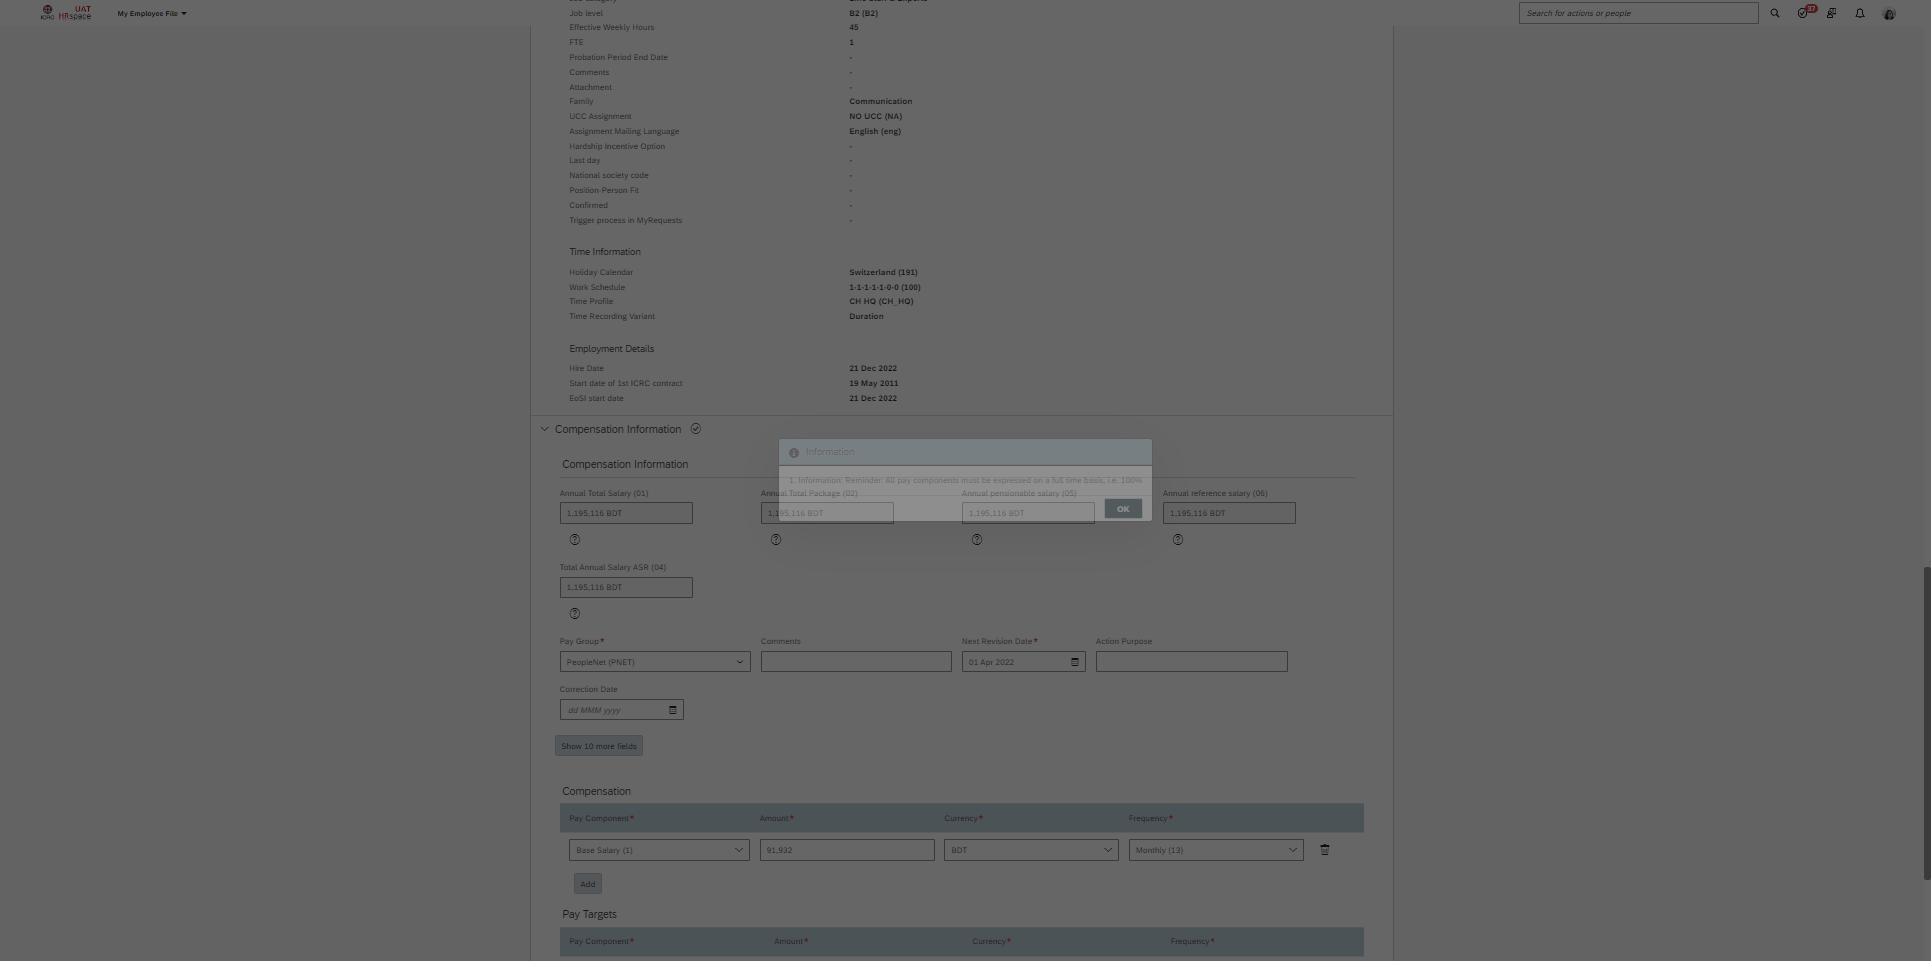 ICRC UAT HRspace My Employee File Search for actions or people 37
Job level B2 (B2)
Effective Weekly Hours 45
FTE 1
Probation Period End Date -
Comments -
Attachment -
Family Communication
UCC Assignment NO UCC (NA)
Assignment Mailing Language English (eng)
Hardship Incentive Option -
Last day -
National society code -
Position-Person Fit -
Confirmed -
Trigger process in MyRequests -
Time Information
Holiday Calendar Switzerland (191)
Work Schedule 1-1-1-1-1-0-0 (100)
Time Profile CH HQ (CH_HQ)
Time Recording Variant Duration
Employment Details
Hire Date 21 Dec 2022
Start date of 1st ICRC contract 19 May 2011
EoSI start date 21 Dec 2022
Compensation Information
Information
Compensation Information
1. Information: Reminder: All pay components must be expressed on a full time basis, i.e. 100%
Annual Total Salary (01) Annual Total Package (02) Annual pensionable salary (05) Annual reference salary (06)
1,195,116 BDT 1,195,116 BDT 1,195,116 BDT 1,195,116 BDT
OK
Total Annual Salary ASR (04)
1,195,116 BDT
Pay Group* Comments Next Revision Date* Action Purpose
PeopleNet (PNET) 01 Apr 2022
Correction Date
dd MMM yyyy
Show 10 more fields
Compensation
Pay Component* Amount* Currency* Frequency*
Base Salary (1) 91,932 BDT Monthly (13)
Add
Pay Targets
Pay Component* Amount* Currency* Frequency*